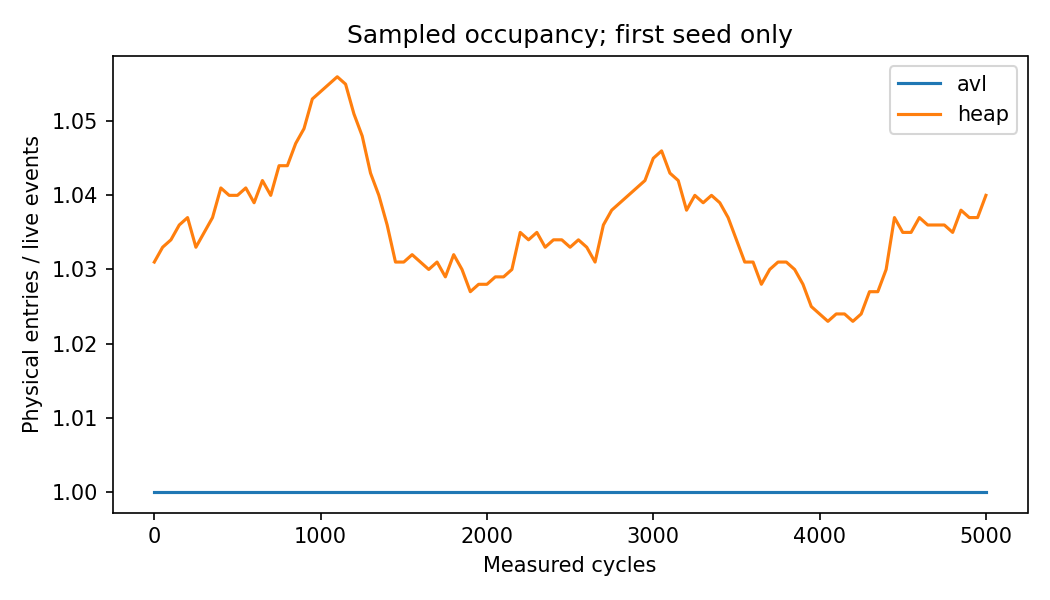 Sampled occupancy; first seed only
avl
heap
Physical entries / live events
1.05
1.04
1.03
1.02
1.01
1.00
0
1000
2000
3000
4000
5000
Measured cycles